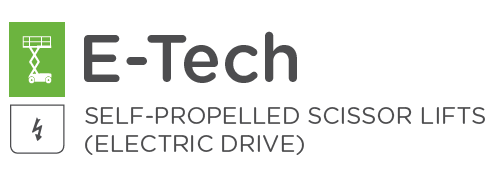 E-Tech
SELF-PROPELLED SCISSOR LIFTS
(ELECTRIC DRIVE)